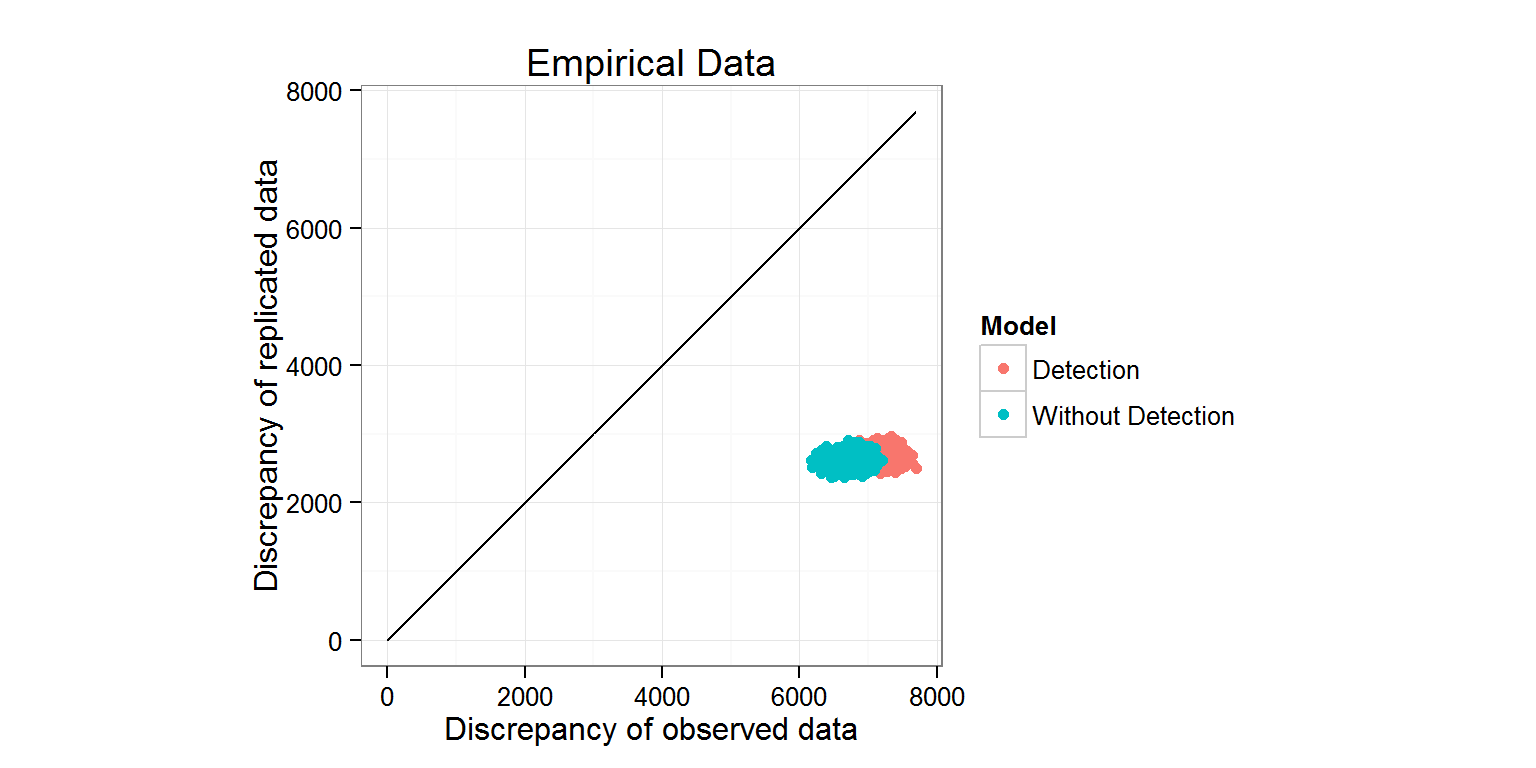 Empirical Data
8000
6000
4000
2000
0
Discrepancy of replicated data
0 2000 4000 6000 8000
Discrepancy of observed data
Model
Detection
Without Detection